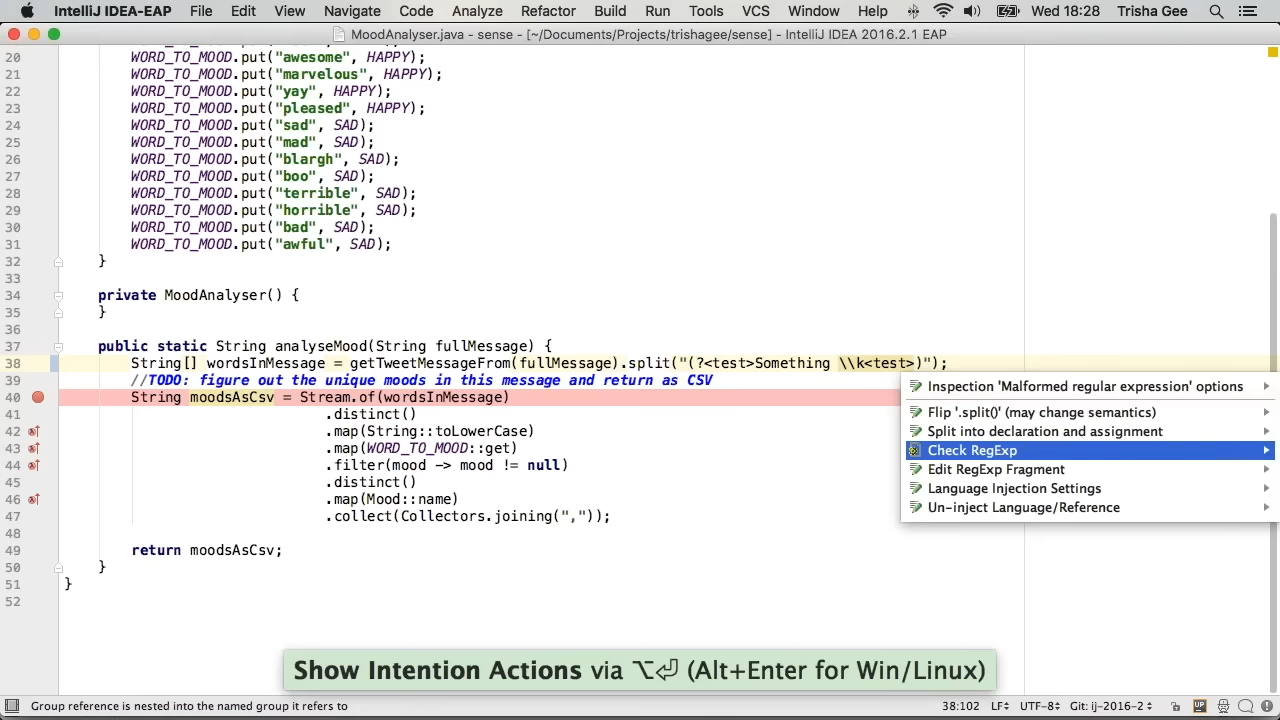 IntelliJ IDEA-EAP File Edit View Navigate Code Analyze Refactor Build Run Tools VCS Window Help Wed 18:28 Trisha Gee
MoodAnalyser.java - sense - [~/Documents/Projects/trishagee/sense] - IntelliJ IDEA 2016.2.1 EAP
20 WORD_TO_MOOD.put("awesome", HAPPY);
21 WORD_TO_MOOD.put("marvelous", HAPPY);
22 WORD_TO_MOOD.put("yay", HAPPY);
23 WORD_TO_MOOD.put("pleased", HAPPY);
24 WORD_TO_MOOD.put("sad", SAD);
25 WORD_TO_MOOD.put("mad", SAD);
26 WORD_TO_MOOD.put("blargh", SAD);
27 WORD_TO_MOOD.put("boo", SAD);
28 WORD_TO_MOOD.put("terrible", SAD);
29 WORD_TO_MOOD.put("horrible", SAD);
30 WORD_TO_MOOD.put("bad", SAD);
31 WORD_TO_MOOD.put("awful", SAD);
32 }
33
34 private MoodAnalyser() {
35 }
36
37 public static String analyseMood(String fullMessage) {
38 String[] wordsInMessage = getTweetMessageFrom(fullMessage).split("(?<test>Something \\k<test>)");
39 //TODO: figure out the unique moods in this message and return as CSV
40 String moodsAsCsv = Stream.of(wordsInMessage)
41 .distinct()
42 .map(String::toLowerCase)
43 .map(WORD_TO_MOOD::get)
44 .filter(mood -> mood != null)
45 .distinct()
46 .map(Mood::name)
47 .collect(Collectors.joining(","));
48
49 return moodsAsCsv;
50 }
51 }
52
Inspection 'Malformed regular expression' options
Flip '.split()' (may change semantics)
Split into declaration and assignment
Check RegExp
Edit RegExp Fragment
Language Injection Settings
Un-inject Language/Reference
Show Intention Actions via ⌥⏎ (Alt+Enter for Win/Linux)
Group reference is nested into the named group it refers to 38:102 LF÷ UTF-8÷ Git: ij-2016-2÷ UP